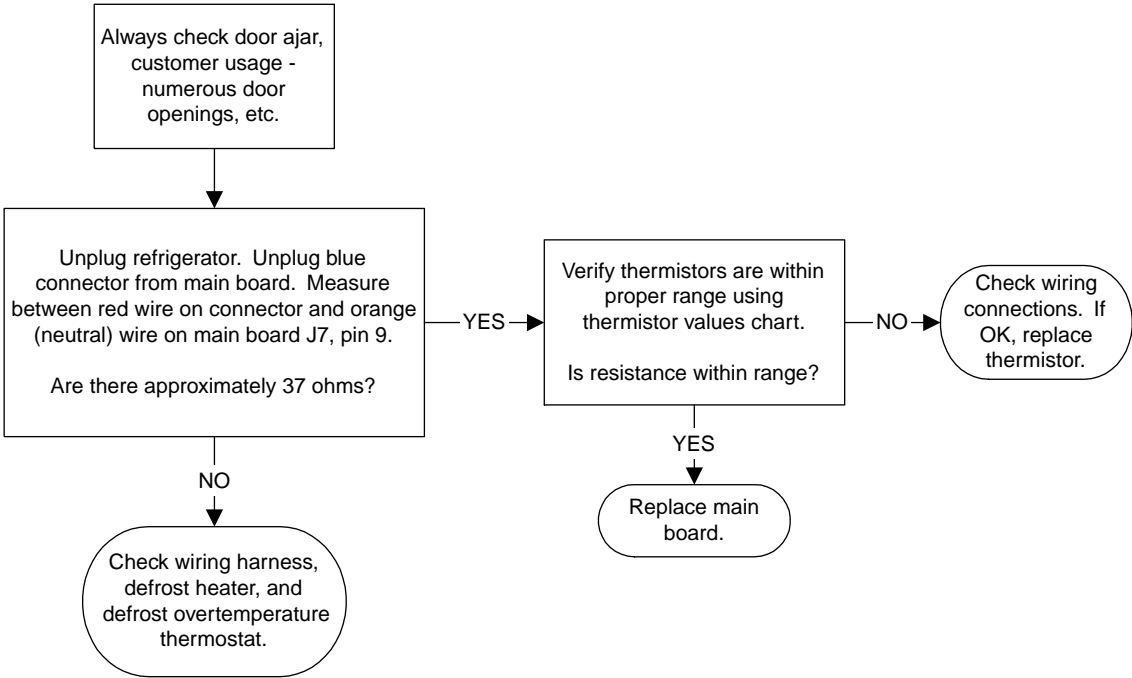 Always check door ajar,
customer usage -
numerous door
openings, etc.
Unplug refrigerator. Unplug blue
connector from main board. Measure
between red wire on connector and orange
(neutral) wire on main board J7, pin 9.
Are there approximately 37 ohms?
YES
Verify thermistors are within
proper range using
thermistor values chart.
Is resistance within range?
NO
Check wiring
connections. If
OK, replace
thermistor.
YES
Replace main
board.
NO
Check wiring harness,
defrost heater, and
defrost overtemperature
thermostat.